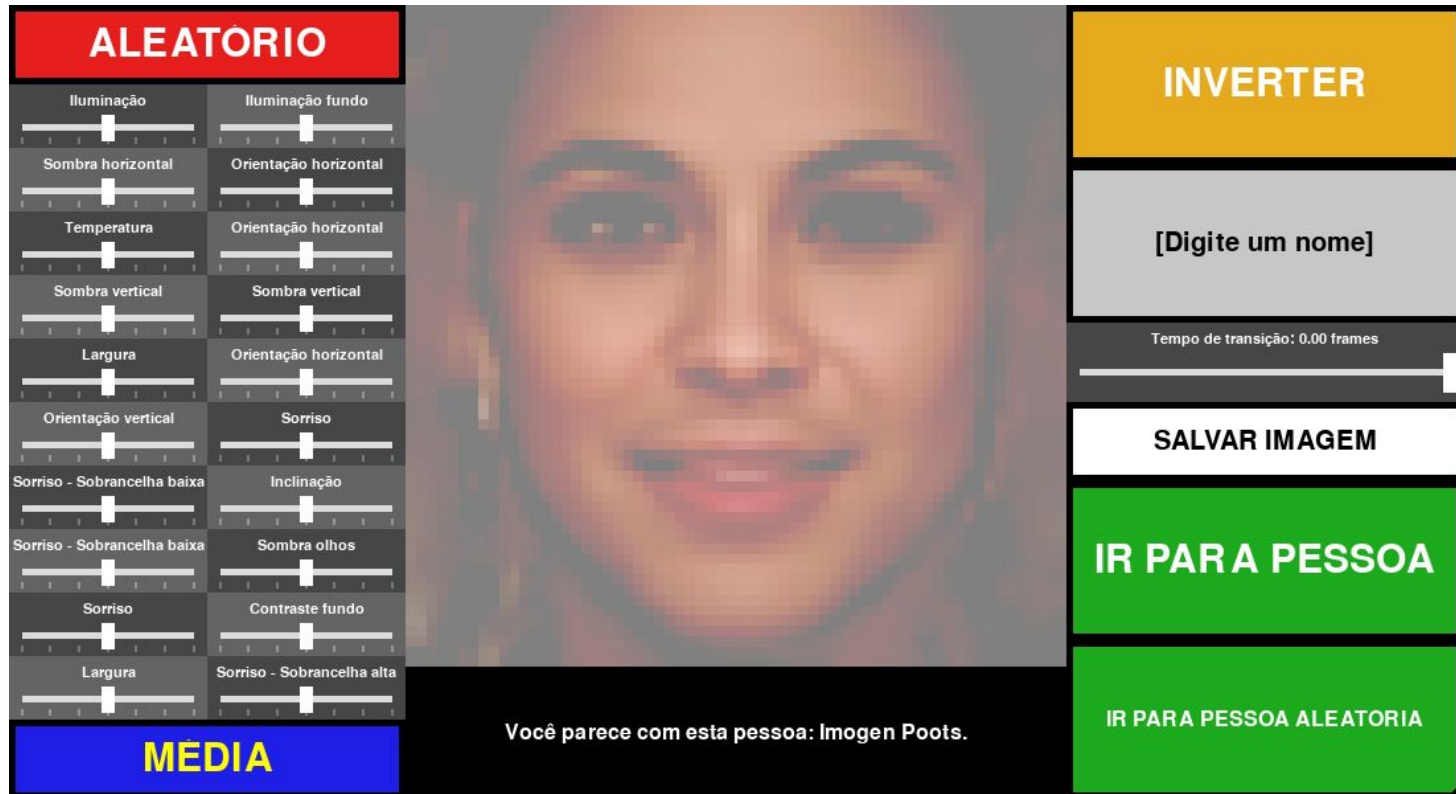 ALEATÓRIO
Iluminação
Iluminação fundo
Sombra horizontal
Orientação horizontal
Temperatura
Orientação horizontal
Sombra vertical
Sombra vertical
Largura
Orientação horizontal
Orientação vertical
Sorriso
Sorriso - Sobrancelha baixa
Inclinação
Sorriso - Sobrancelha baixa
Sombra olhos
Sorriso
Contraste fundo
Largura
Sorriso - Sobrancelha alta
MÉDIA
Você parece com esta pessoa: Imogen Poots.
INVERTER
[Digite um nome]
Tempo de transição: 0.00 frames
SALVAR IMAGEM
IR PARA PESSOA
IR PARA PESSOA ALEATORIA